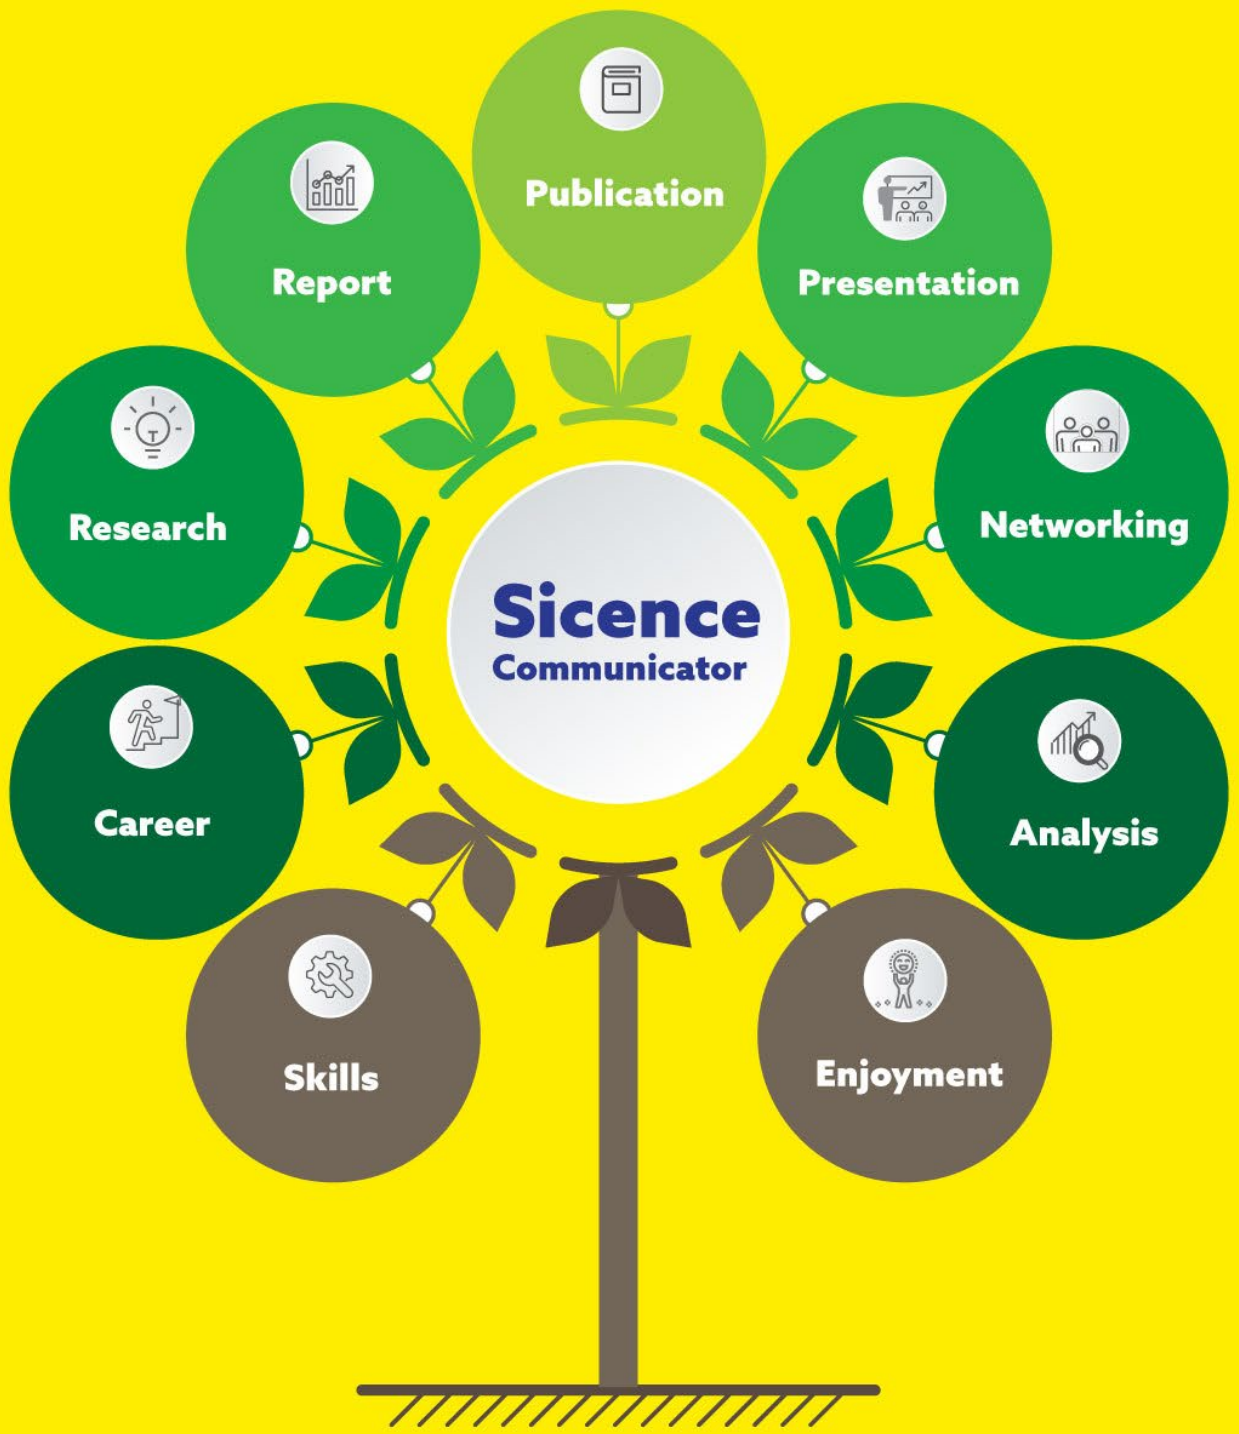 Publication
Report
Presentation
Research
Networking
Sicence
Communicator
Career
Analysis
Skills
Enjoyment